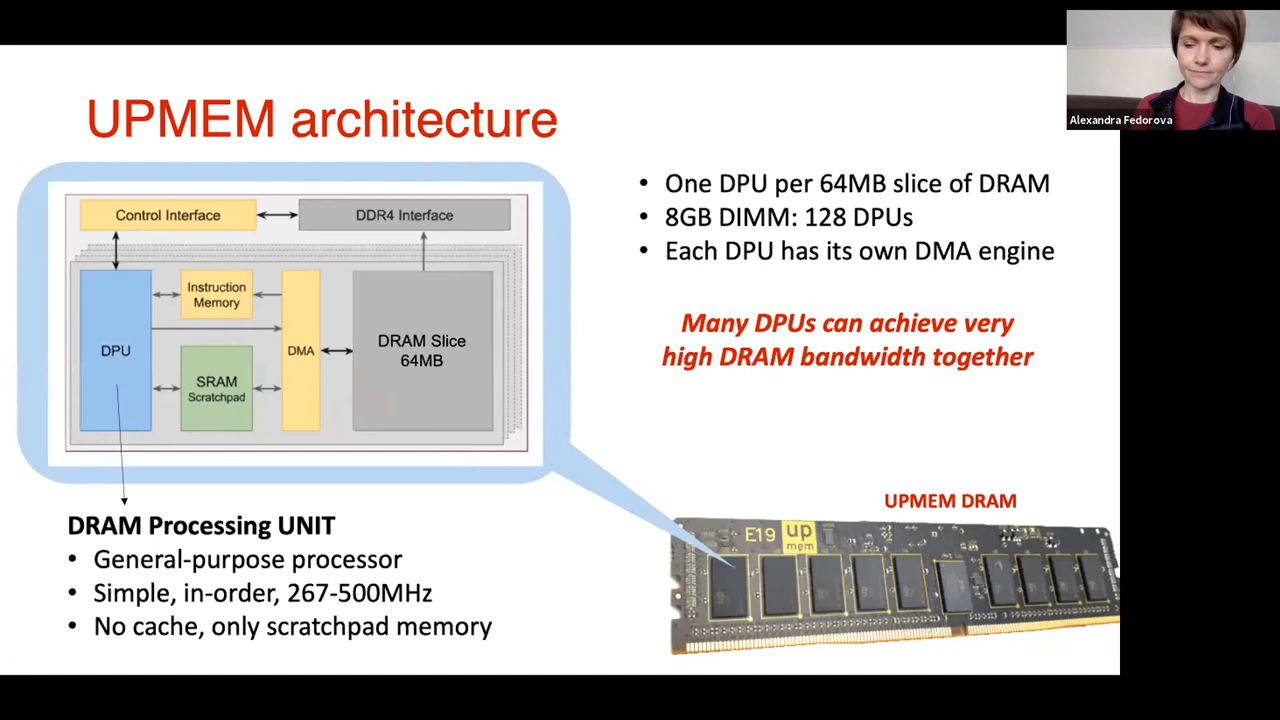 Alexandra Fedorova
UPMEM architecture
Control Interface
DDR4 Interface
Instruction
Memory
DPU
SRAM
Scratchpad
DMA
DRAM Slice
64MB
DRAM Processing UNIT
• General-purpose processor
• Simple, in-order, 267-500MHz
• No cache, only scratchpad memory
• One DPU per 64MB slice of DRAM
• 8GB DIMM: 128 DPUs
• Each DPU has its own DMA engine
Many DPUs can achieve very
high DRAM bandwidth together
UPMEM DRAM
E19
up
mem